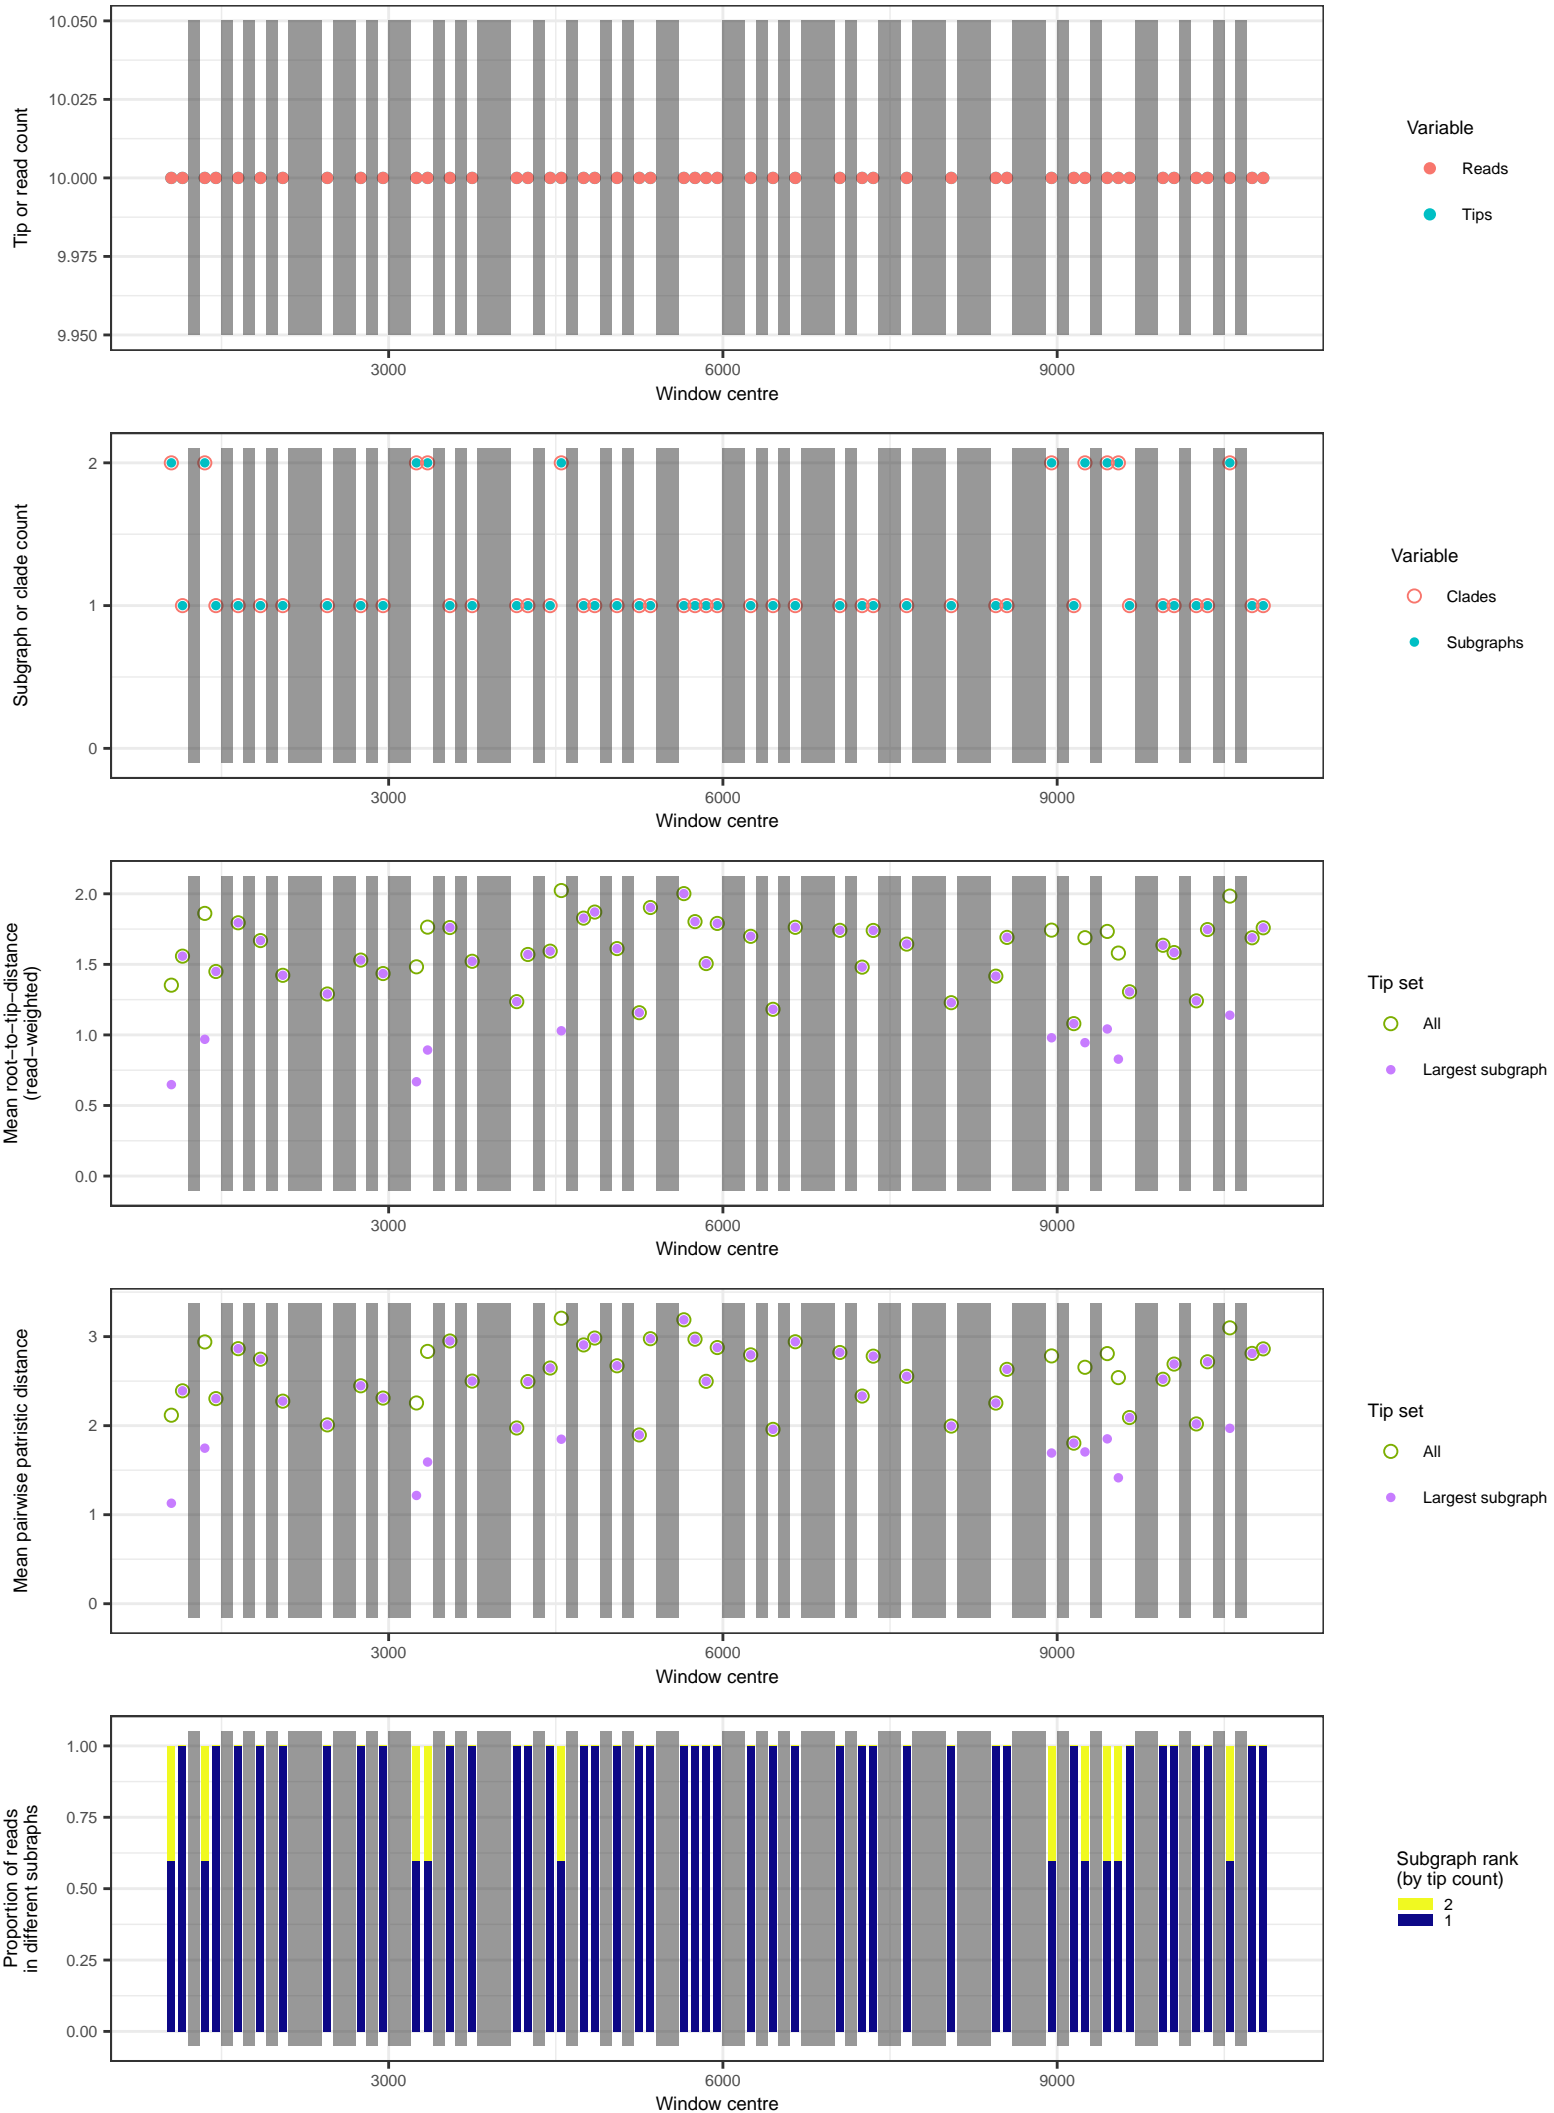 10.050
10.025
10.000
9.975
9.950
Tip or read count
3000
6000
9000
Window centre
Variable
Reads
Tips
2
1
0
Subgraph or clade count
3000
6000
9000
Window centre
Variable
Clades
Subgraphs
2.0
1.5
1.0
0.5
0.0
Mean root−to−tip−distance
(read−weighted)
3000
6000
9000
Window centre
Tip set
All
Largest subgraph
3
2
1
0
Mean pairwise patristic distance
3000
6000
9000
Window centre
Tip set
All
Largest subgraph
1.00
0.75
0.50
0.25
0.00
Proportion of reads
in different subraphs
3000
6000
9000
Window centre
Subgraph rank
(by tip count)
2
1